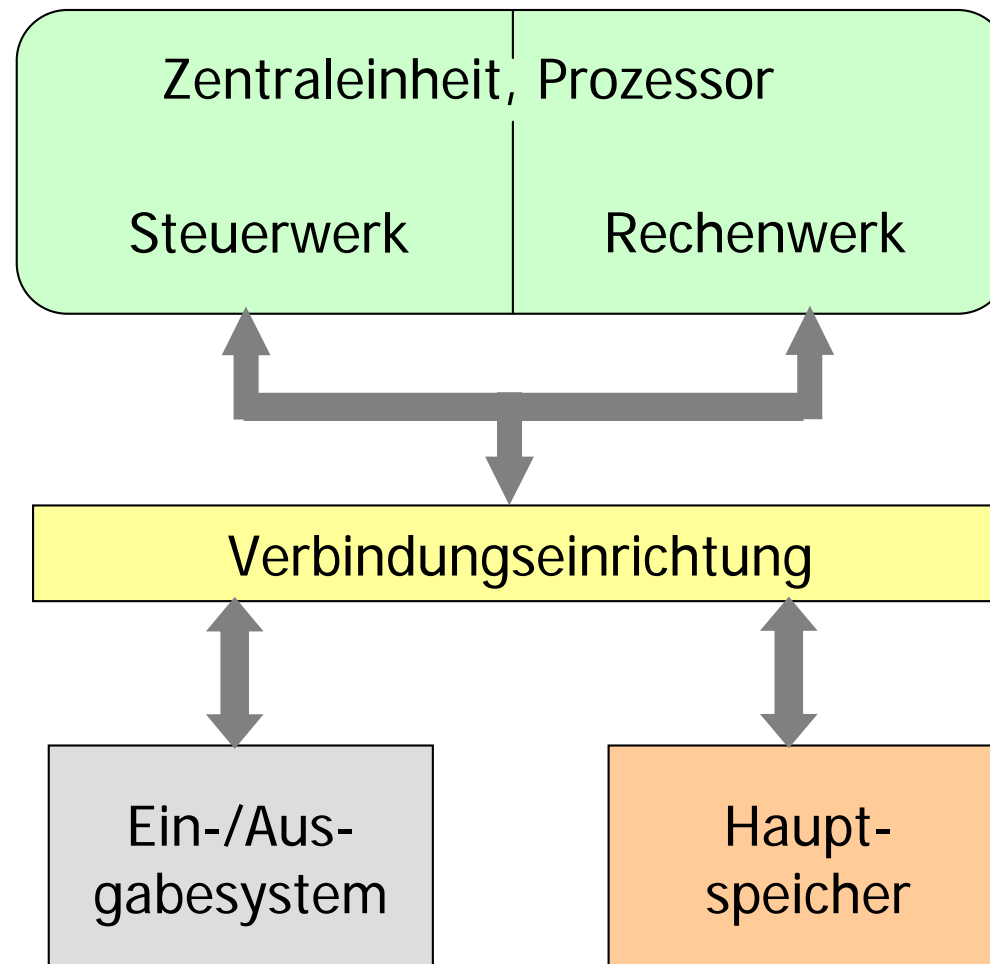 Zentraleinheit, Prozessor
Steuerwerk
Rechenwerk
Verbindungseinrichtung
Ein-/Aus-
gabesystem
Haupt-
speicher